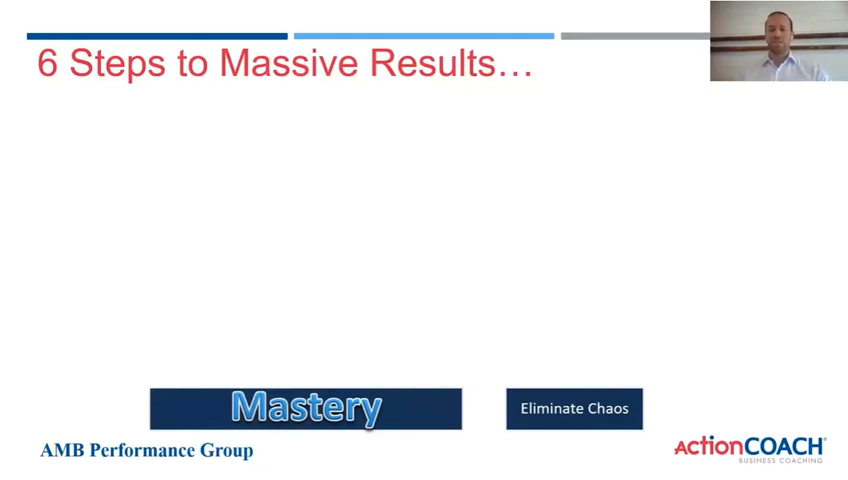 6 Steps to Massive Results…
Mastery
Eliminate Chaos
AMB Performance Group
ActionCOACH®
BUSINESS COACHING